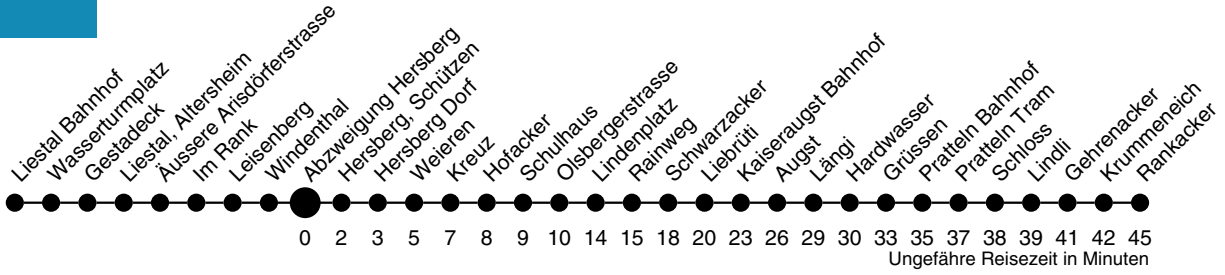 Liestal Bahnhof
Wasserturmplatz
Gestadeck
Liestal, Altersheim
Äussere Arisdörferstrasse
Im Rank
Leisenberg
Windenthal
Abzweigung Hersberg
Hersberg, Schützen
Hersberg Dorf
Weieren
Kreuz
Hofacker
Schulhaus
Olsbergerstrasse
Lindenplatz
Rainweg
Schwarzacker
Liebrüti
Kaiseraugst Bahnhof
Augst
Längi
Hardwasser
Grüssen
Pratteln Bahnhof
Pratteln Tram
Schloss
Lindli
Gehrenacker
Krummeneich
Rankacker
0 2 3 5 7 8 9 10 14 15 18 20 23 26 29 30 33 35 37 38 39 41 42 45
Ungefähre Reisezeit in Minuten